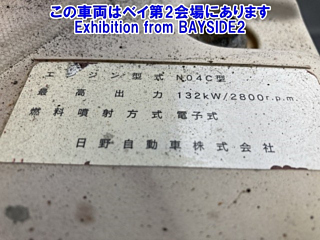 この車両はベイ第2会場にあります
Exhibition from BAYSIDE2
エンジン型式 N04C型
最高出力 132kW/2800r.p.m
燃料噴射方式 電子式
日野自動車株式会社